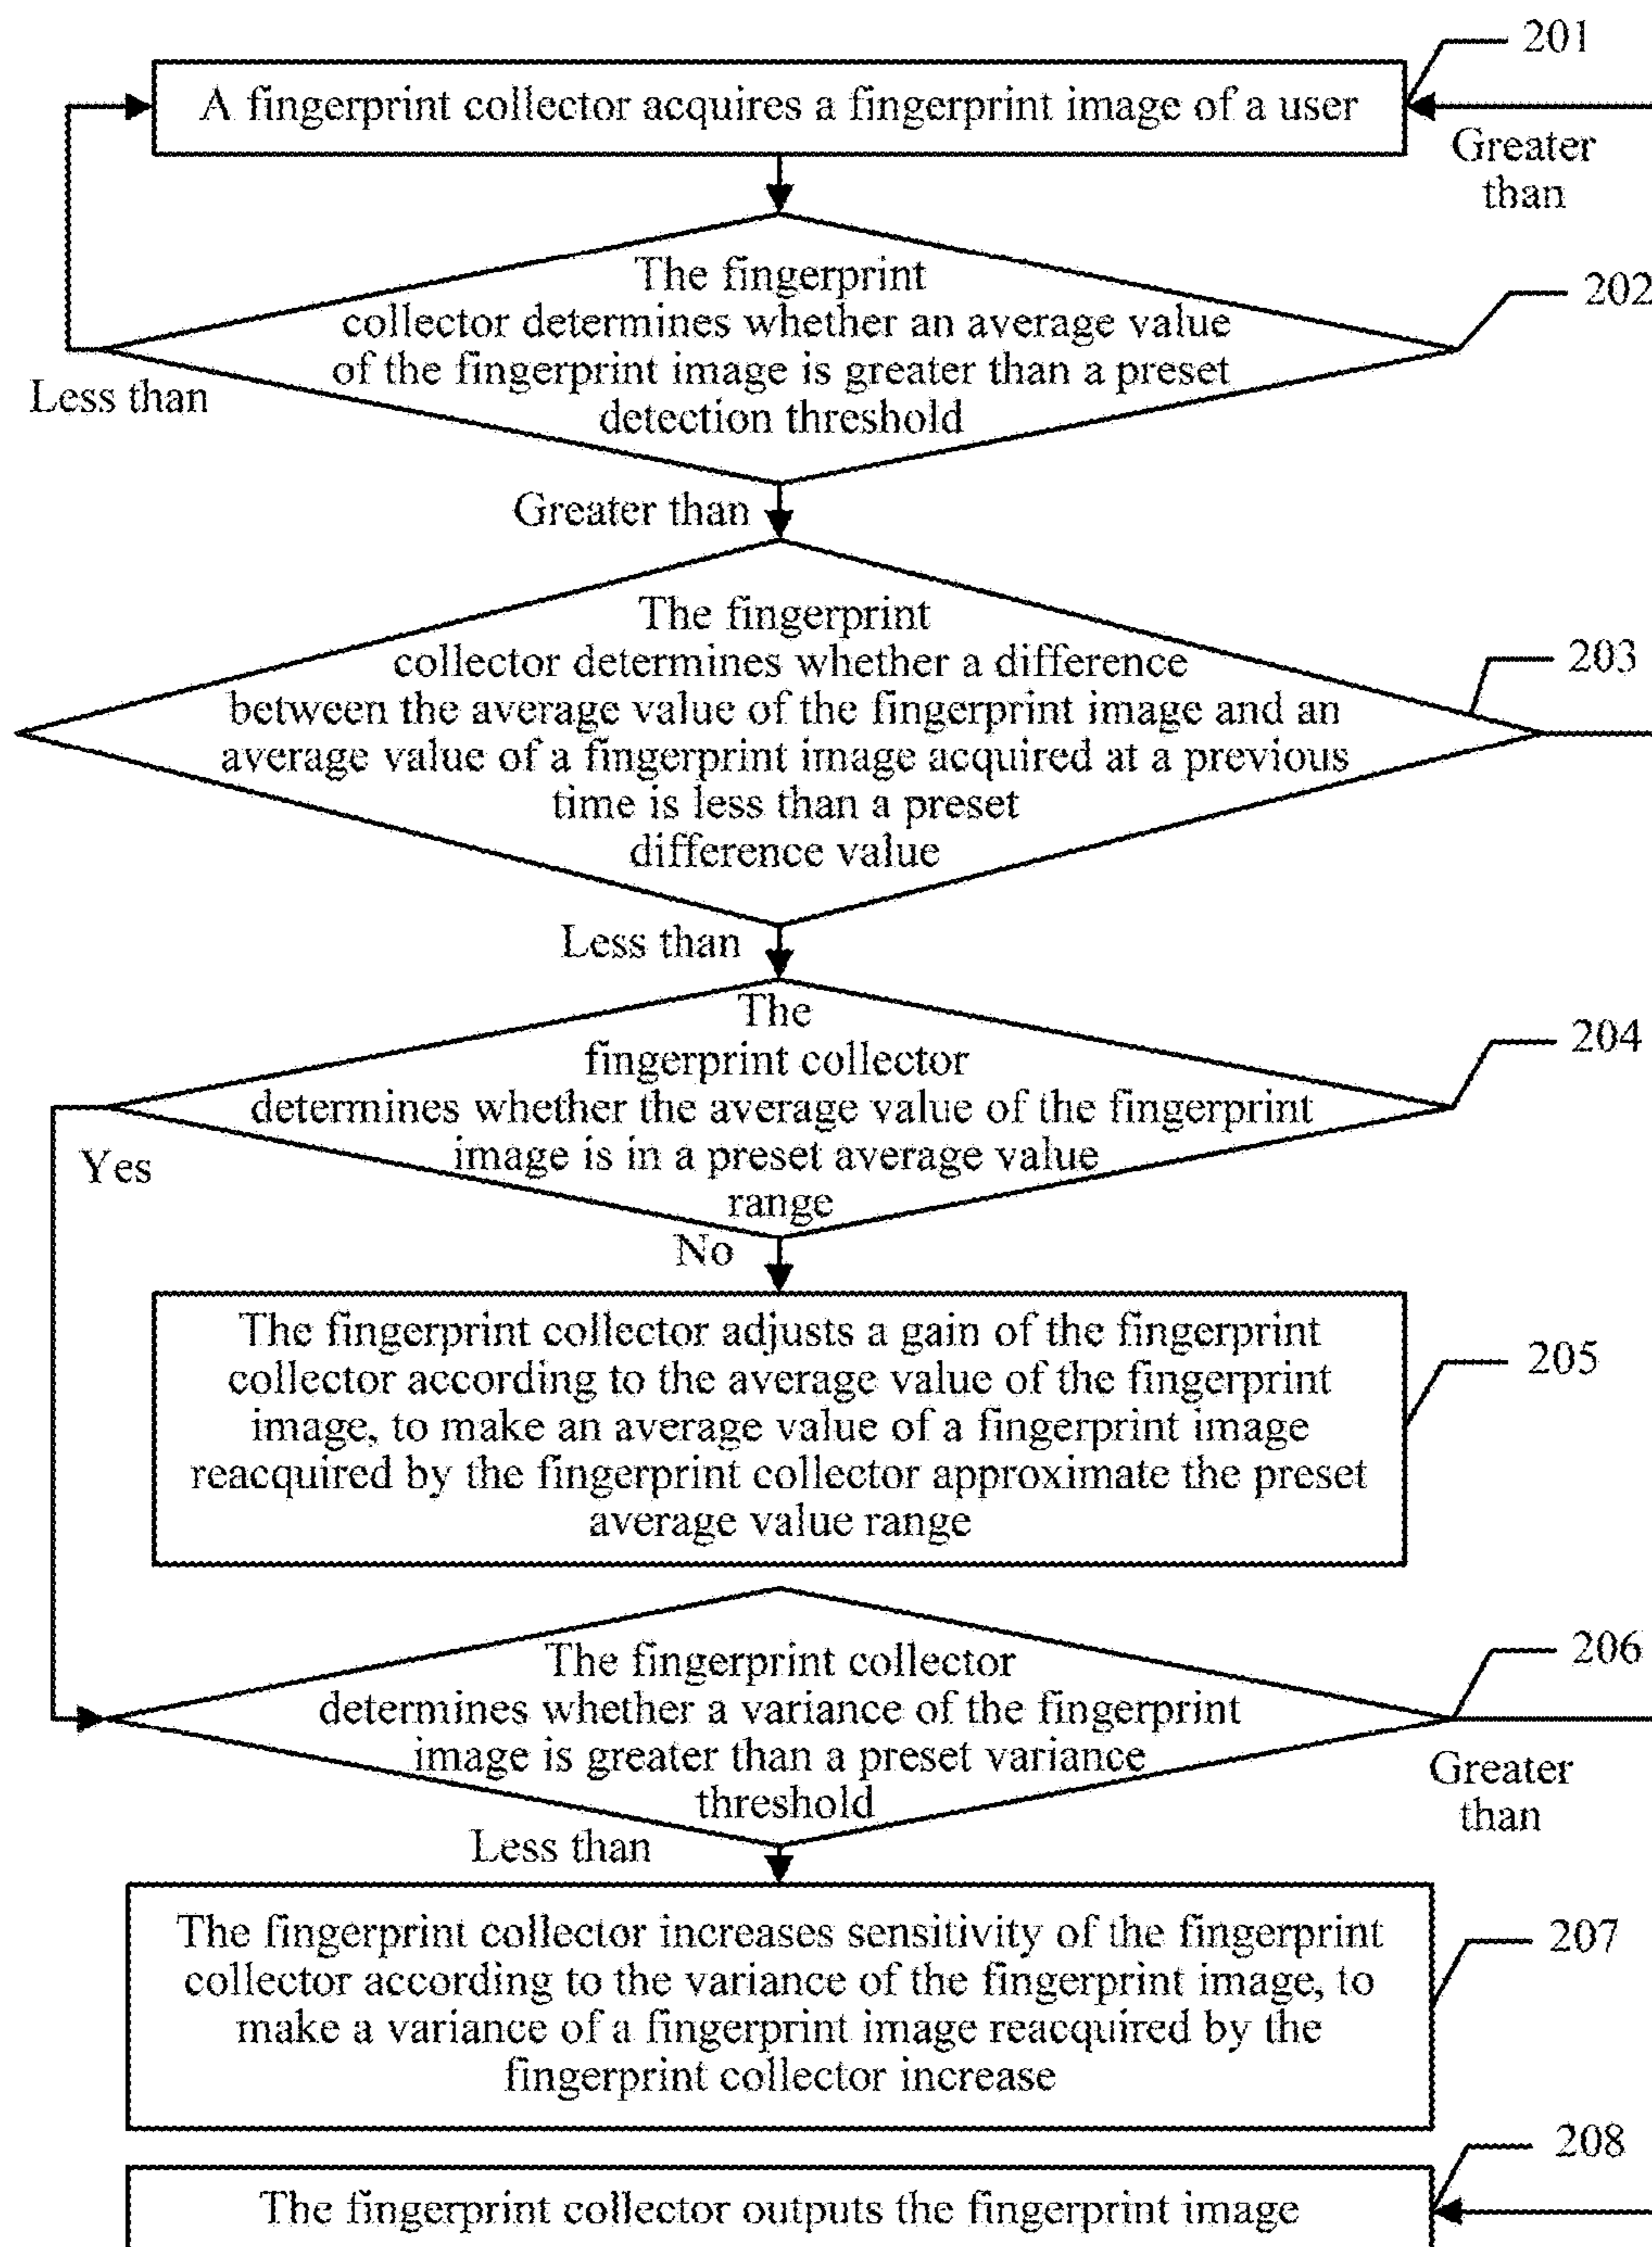 201
A fingerprint collector acquires a fingerprint image of a user
Greater
than
The fingerprint
collector determines whether an average value
of the fingerprint image is greater than a preset
detection threshold
202
Less than
Greater than
The fingerprint
collector determines whether a difference
between the average value of the fingerprint image and an
average value of a fingerprint image acquired at a previous
time is less than a preset
difference value
203
Less than
The
fingerprint collector
determines whether the average value of the fingerprint
image is in a preset average value
range
204
Yes
No
The fingerprint collector adjusts a gain of the fingerprint
collector according to the average value of the fingerprint
image, to make an average value of a fingerprint image
reacquired by the fingerprint collector approximate the preset
average value range
205
The fingerprint collector
determines whether a variance of the fingerprint
image is greater than a preset variance
threshold
206
Greater
than
Less than
The fingerprint collector increases sensitivity of the fingerprint
collector according to the variance of the fingerprint image, to
make a variance of a fingerprint image reacquired by the
fingerprint collector increase
207
208
The fingerprint collector outputs the fingerprint image